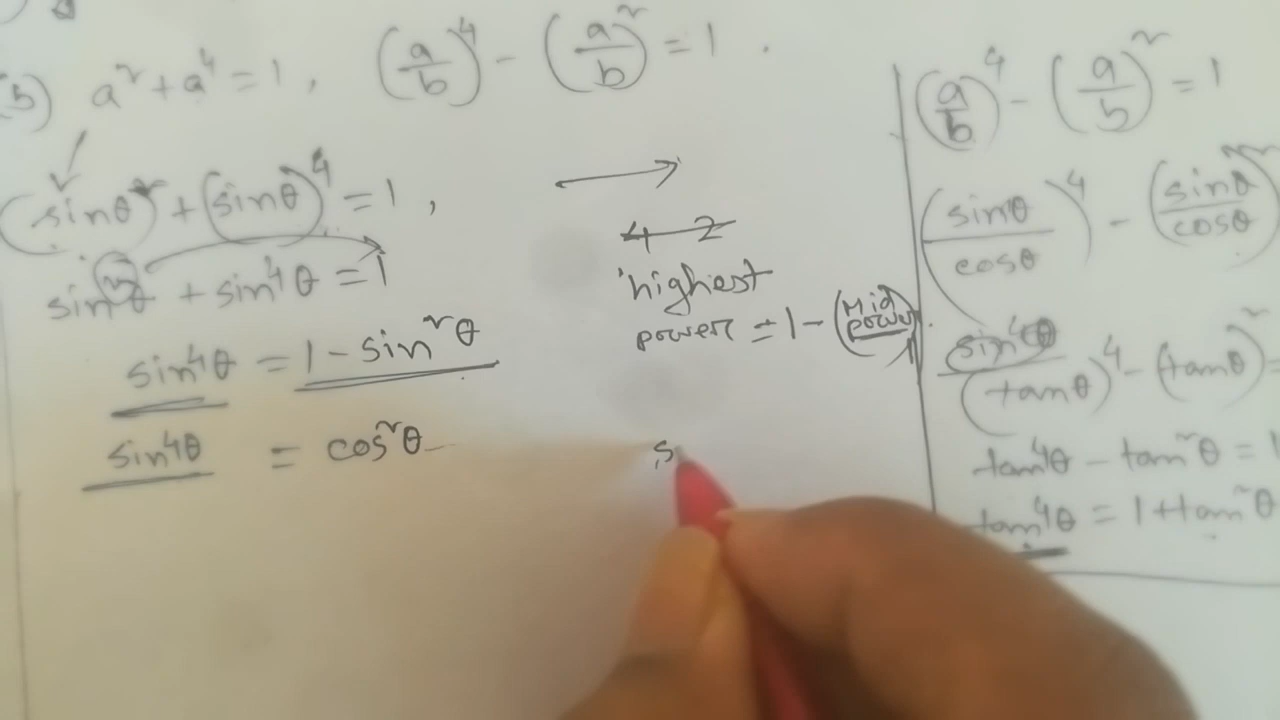 b) a² + a⁴ = 1, (a/b)⁴ - (a/b)² = 1.
(sinθ)² + (sinθ)⁴ = 1,
sin²θ + sin⁴θ = 1
sin⁴θ = 1 - sin²θ
sin⁴θ = cos²θ
4 2
highest
power = 1 - (Mid power)
s
(a/b)⁴ - (a/b)² = 1
(sinθ/cosθ)⁴ - (sinθ/cosθ)²
(tanθ)⁴ - (tanθ)² =
tan⁴θ - tan²θ = 1
tan⁴θ = 1 + tan²θ